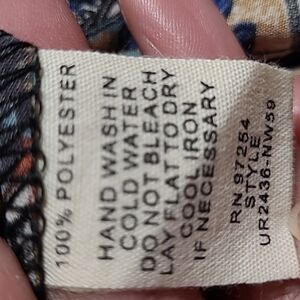 100% POLYESTER
HAND WASH IN
COLD WATER
DO NOT BLEACH
LAY FLAT TO DRY
COOL IRON
IF NECESSARY
RN 97254
STYLE
UR2436-NW59